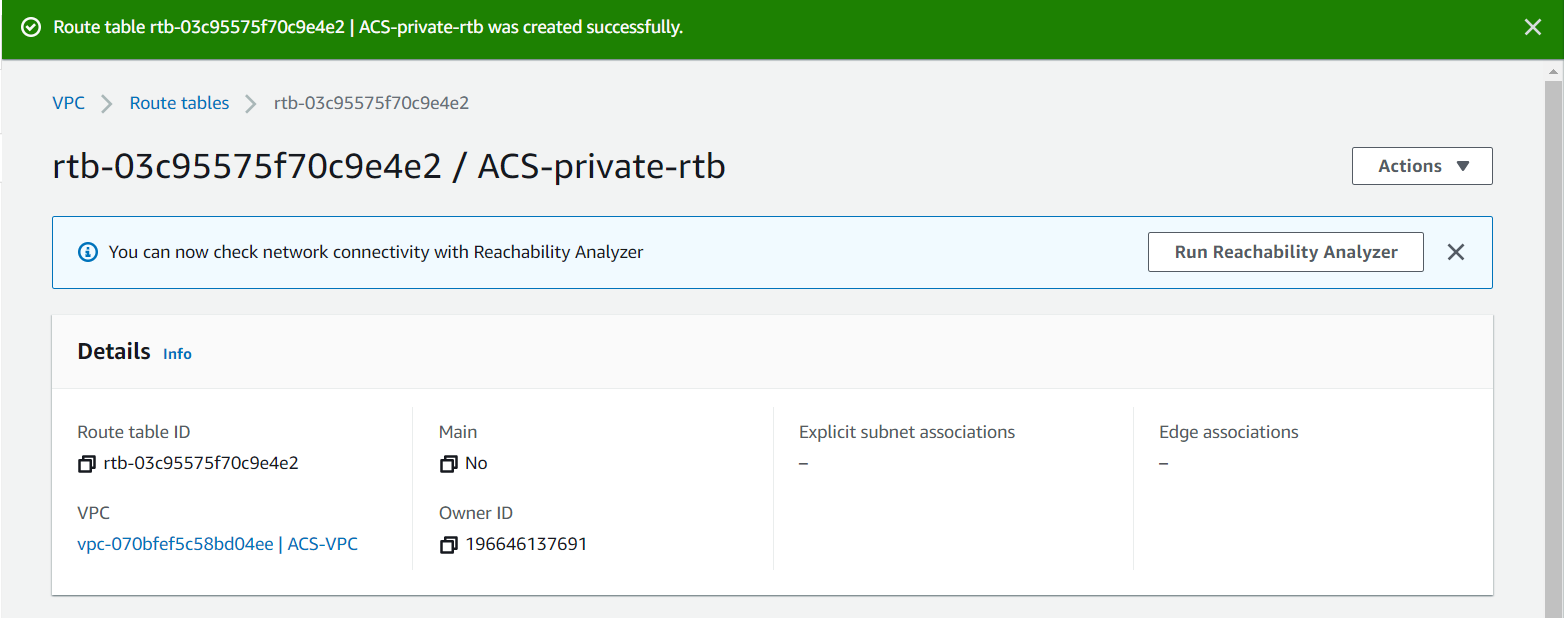 Route table rtb-03c95575f70c9e4e2 | ACS-private-rtb was created successfully.
VPC > Route tables > rtb-03c95575f70c9e4e2
rtb-03c95575f70c9e4e2 / ACS-private-rtb
Actions
You can now check network connectivity with Reachability Analyzer
Run Reachability Analyzer
Details Info
Route table ID
rtb-03c95575f70c9e4e2
Main
No
Explicit subnet associations
–
Edge associations
–
VPC
vpc-070bfef5c58bd04ee | ACS-VPC
Owner ID
196646137691